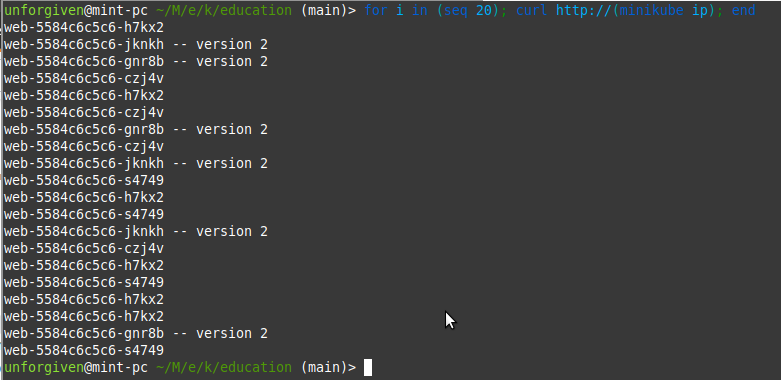 unforgiven@mint-pc ~/M/e/k/education (main)> for i in (seq 20); curl http://(minikube ip); end
web-5584c6c5c6-h7kx2
web-5584c6c5c6-jknkh -- version 2
web-5584c6c5c6-gnr8b -- version 2
web-5584c6c5c6-czj4v
web-5584c6c5c6-h7kx2
web-5584c6c5c6-czj4v
web-5584c6c5c6-gnr8b -- version 2
web-5584c6c5c6-czj4v
web-5584c6c5c6-jknkh -- version 2
web-5584c6c5c6-s4749
web-5584c6c5c6-h7kx2
web-5584c6c5c6-s4749
web-5584c6c5c6-jknkh -- version 2
web-5584c6c5c6-czj4v
web-5584c6c5c6-h7kx2
web-5584c6c5c6-s4749
web-5584c6c5c6-h7kx2
web-5584c6c5c6-h7kx2
web-5584c6c5c6-gnr8b -- version 2
web-5584c6c5c6-s4749
unforgiven@mint-pc ~/M/e/k/education (main)>